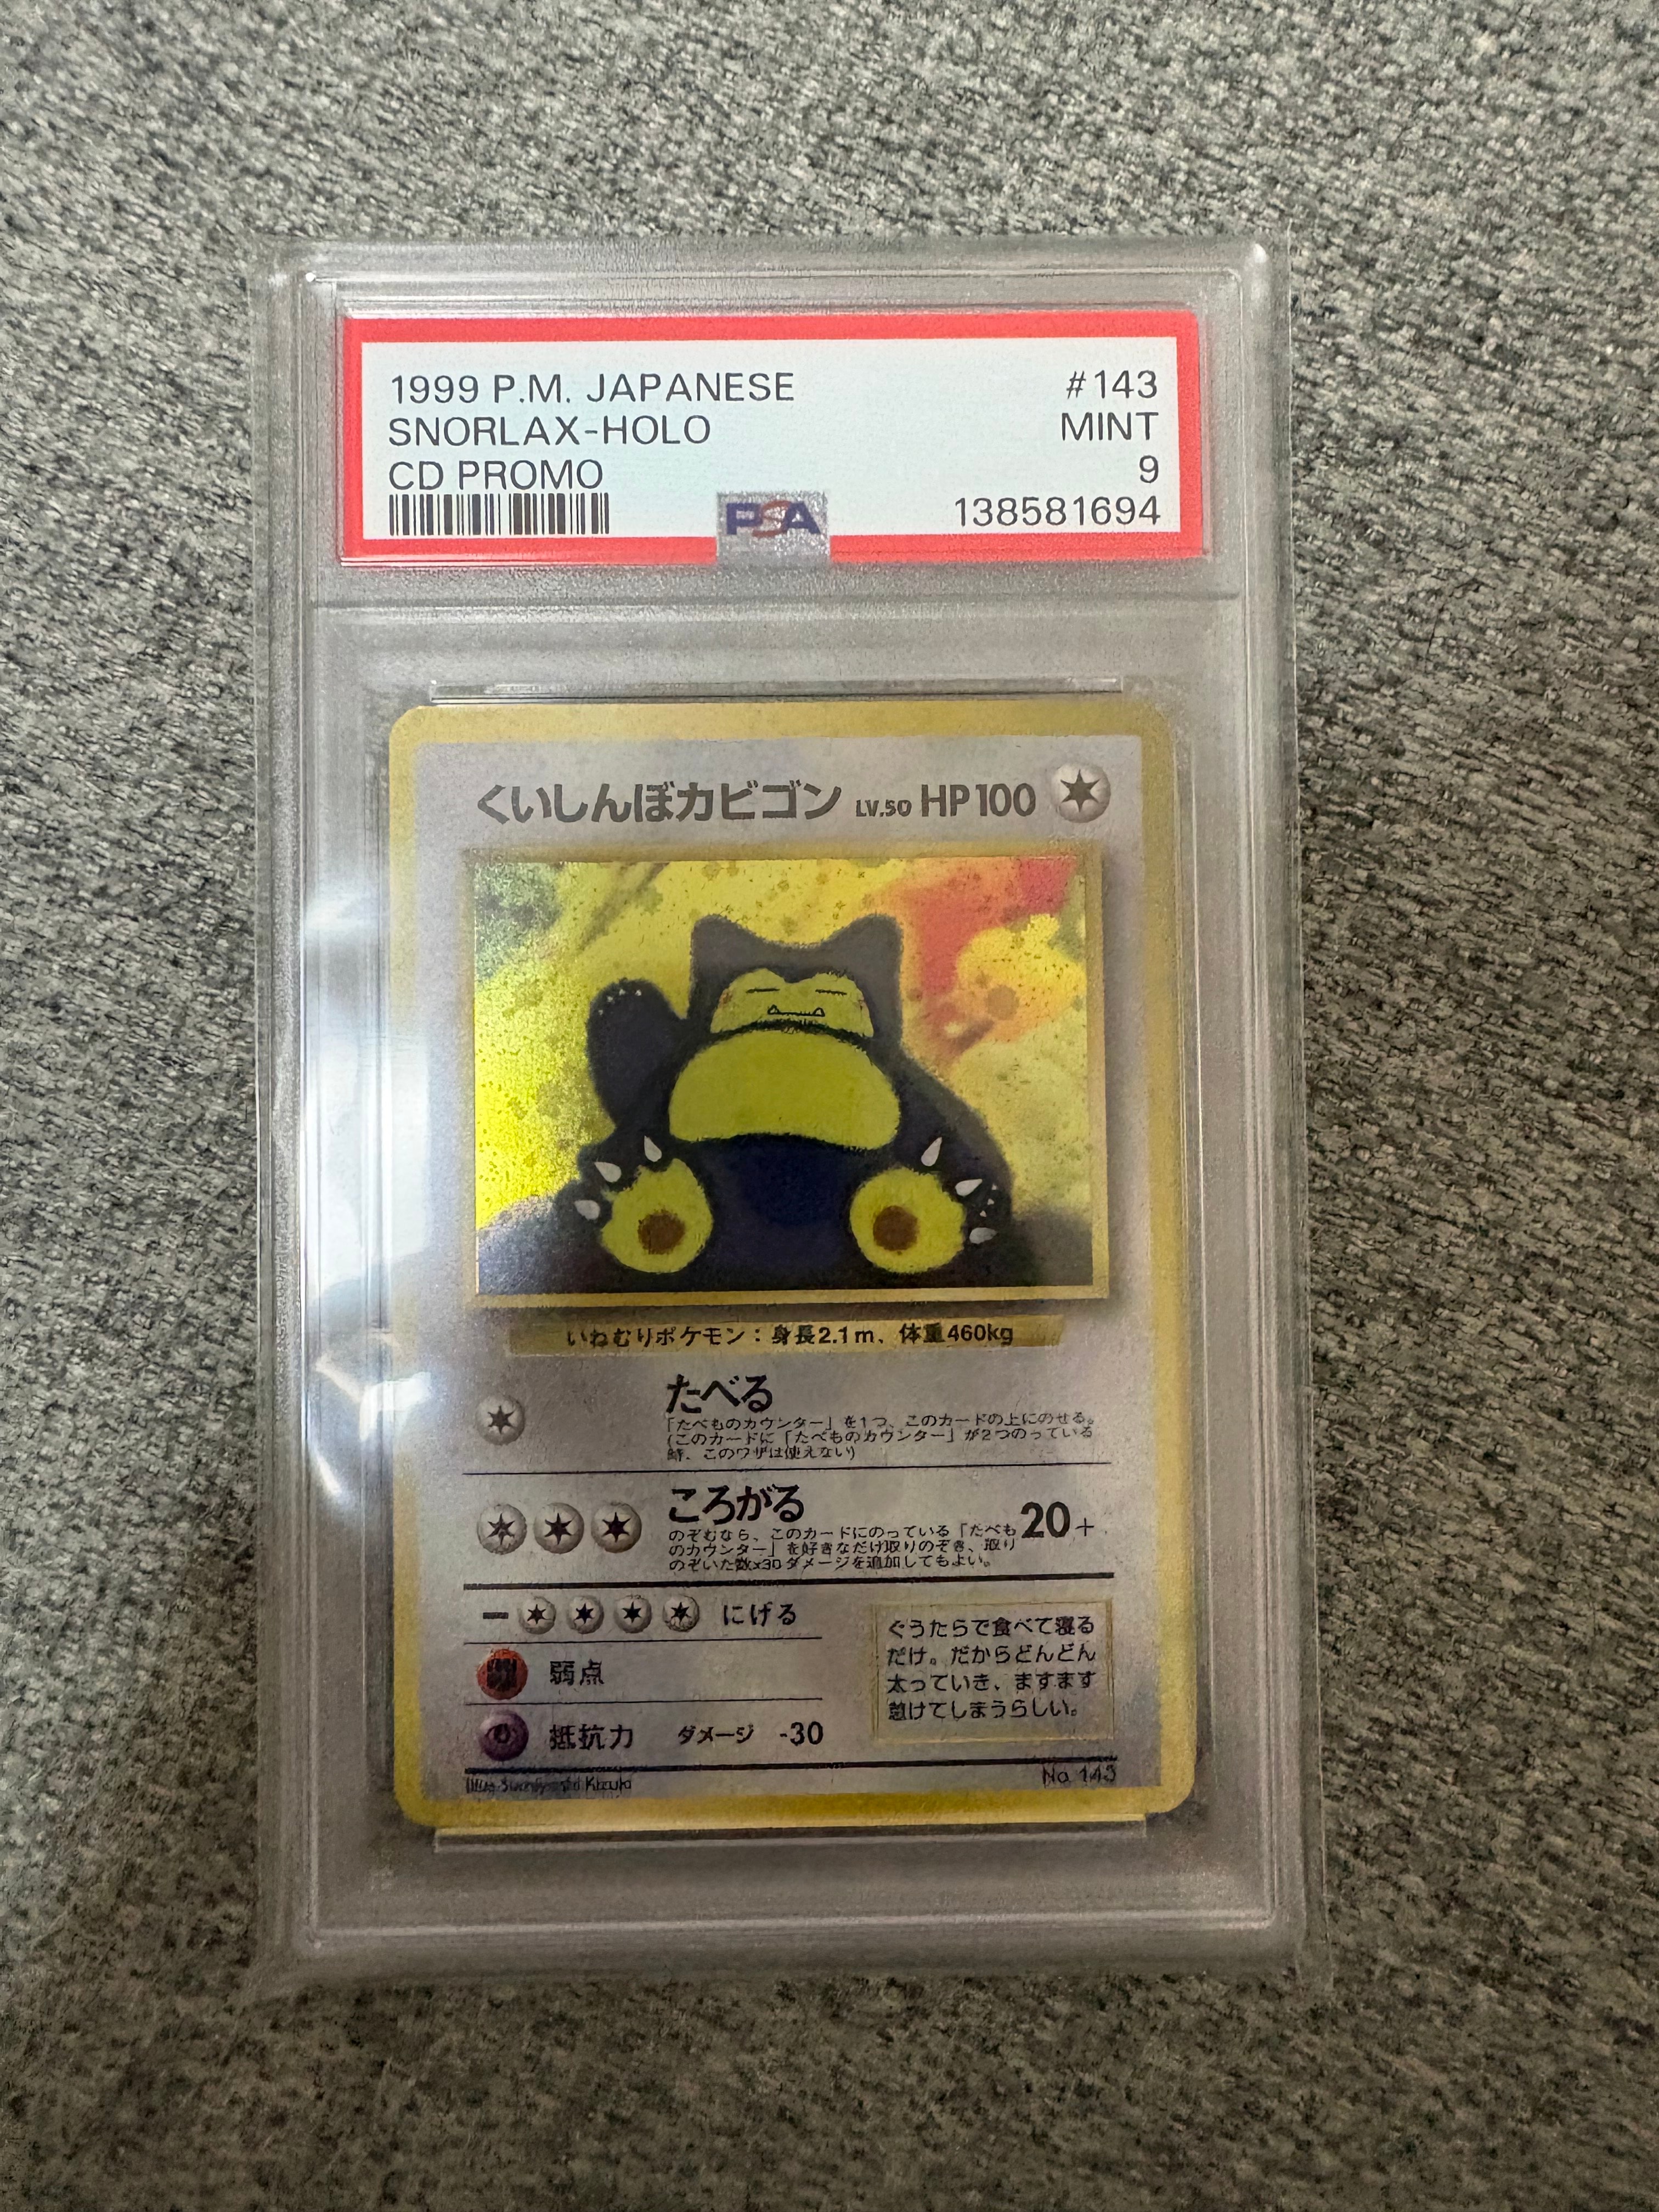 1999 P.M. JAPANESE #143
SNORLAX-HOLO MINT
CD PROMO 9
PSA 138581694
くいしんぼカビゴン LV.50 HP100
いねむりポケモン：身長2.1m、体重460kg
たべる
「たべものカウンター」を1つ、このカードの上にのせる。
(このカードに「たべものカウンター」が2つのっている
時、このワザは使えない)
ころがる 20+
のぞむなら、このカードにのっている「たべも
のカウンター」を好きなだけ取りのぞき、取り
のぞいた数x30ダメージを追加してもよい。
ー にげる
弱点
抵抗力 ダメージ -30
ぐうたらで食べて寝る
だけ。だからどんどん
太っていき、ますます
怠けてしまうらしい。
Illus. Kizuki
No. 143